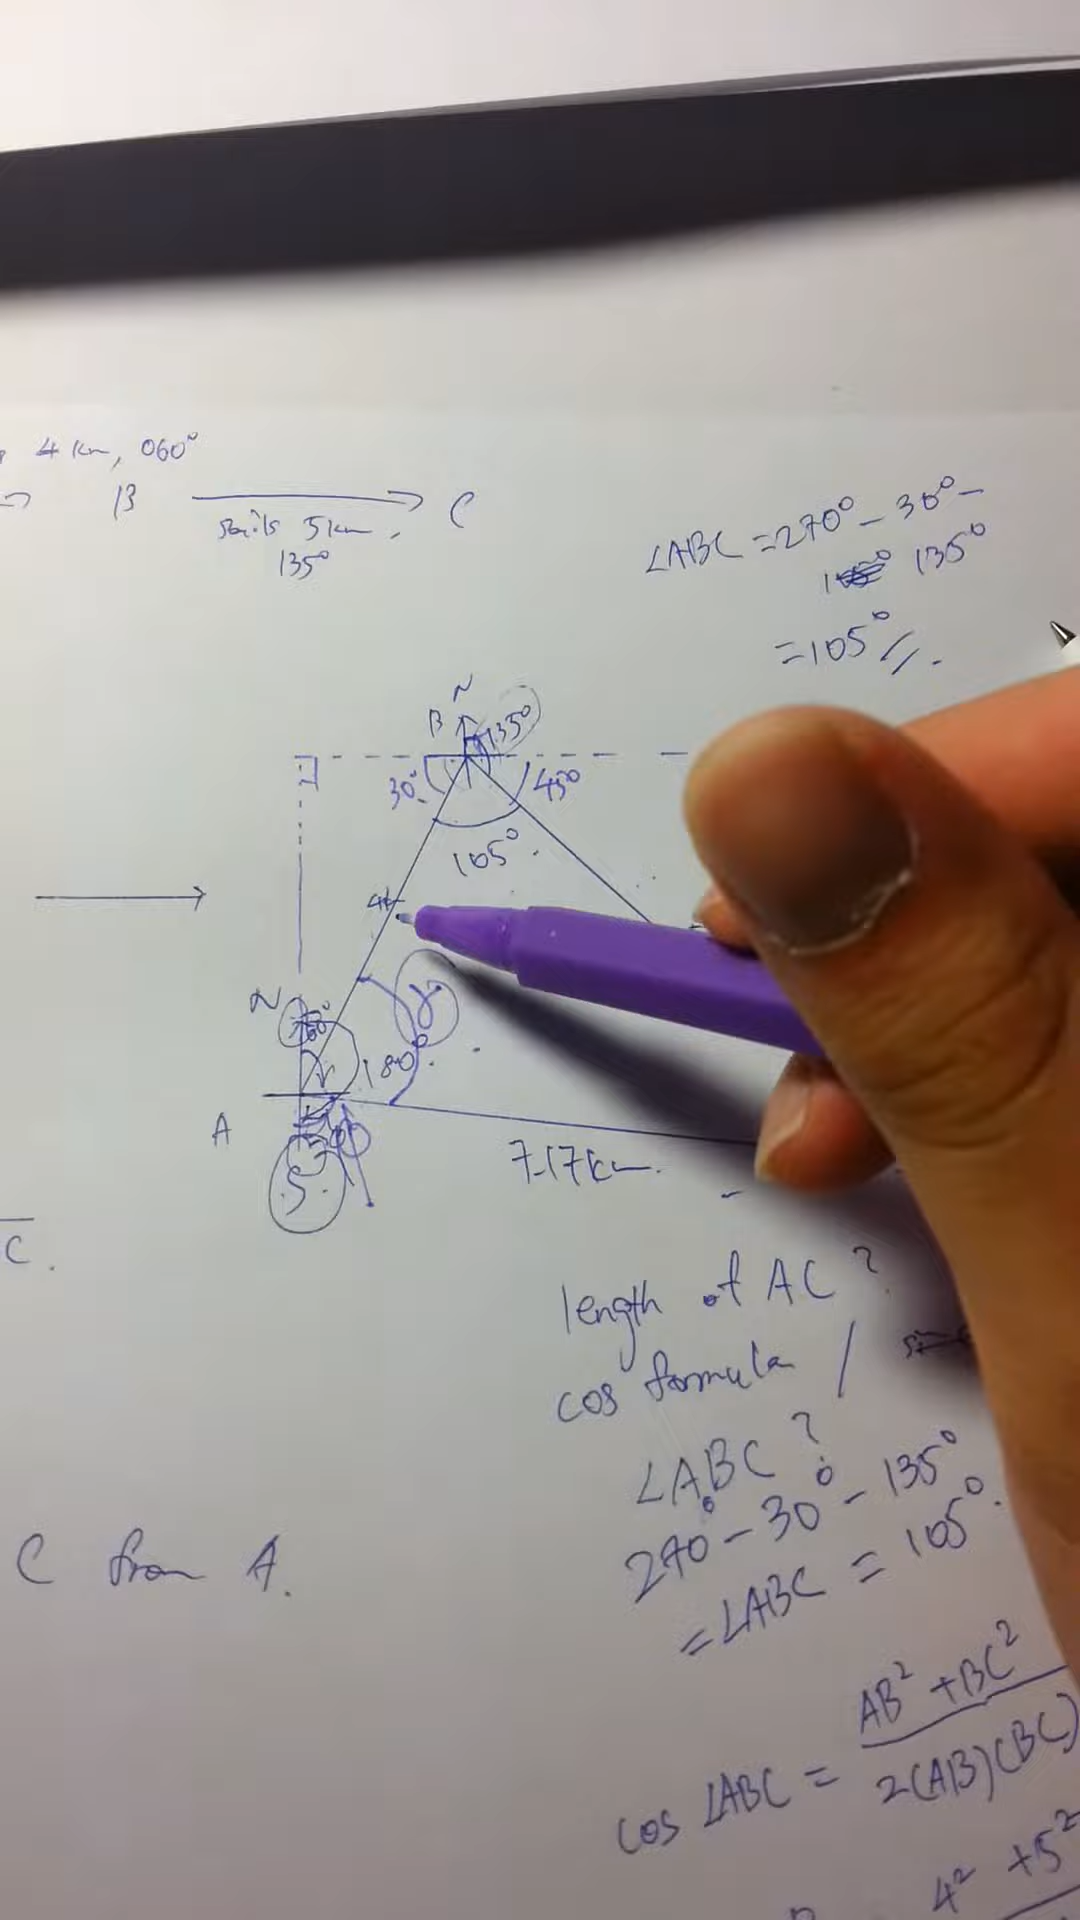 4 km, 060°
B → C
sails 5km,
135°
∠ABC = 270° - 30° -
135°
= 105° //.
N
B
135°
30°
45°
105°.
4k
N
60°
γ
180°.
A
S.
7.17km.
C.
length of AC?
cos formula /
∠ABC?
270° - 30° - 135°
= ∠ABC = 105°.
C from A.
AB² + BC²
cos ∠ABC =
2(AB)(BC)
4² + 5²